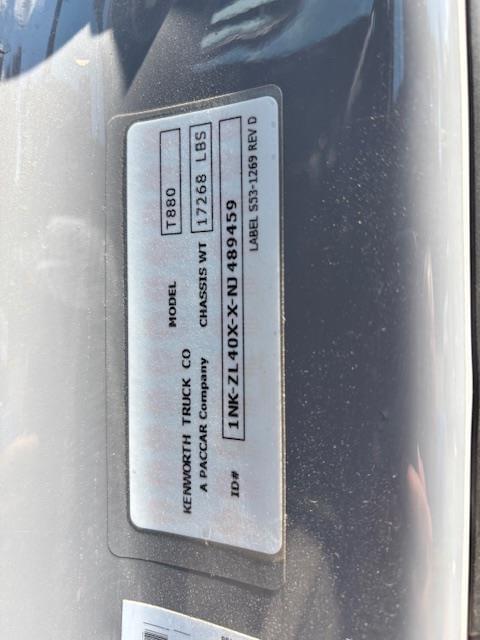 KENWORTH TRUCK CO MODEL T880
A PACCAR Company CHASSIS WT 17268 LBS
ID# 1NK-ZL40X-X-NJ489459
LABEL S53-1269 REV D